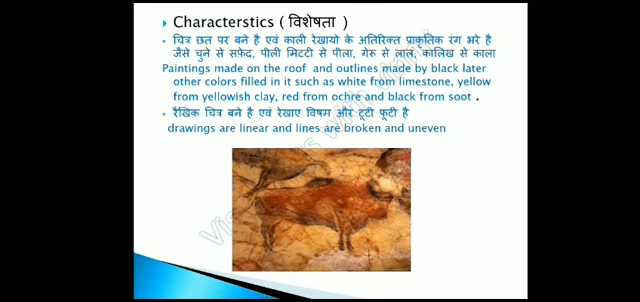 Characterstics ( विशेषता )
चित्र छत पर बने है एवं काली रेखायो के अतिरिक्त प्राकृतिक रंग भरे है
जैसे चुने से सफ़ेद, पीली मिटटी से पीला, गेरू से लाल, कालिख से काला
Paintings made on the roof and outlines made by black later
other colors filled in it such as white from limestone, yellow
from yellowish clay, red from ochre and black from soot .
रैखिक चित्र बने है एवं रेखाए विषम और टूटी फूटी है
drawings are linear and lines are broken and uneven